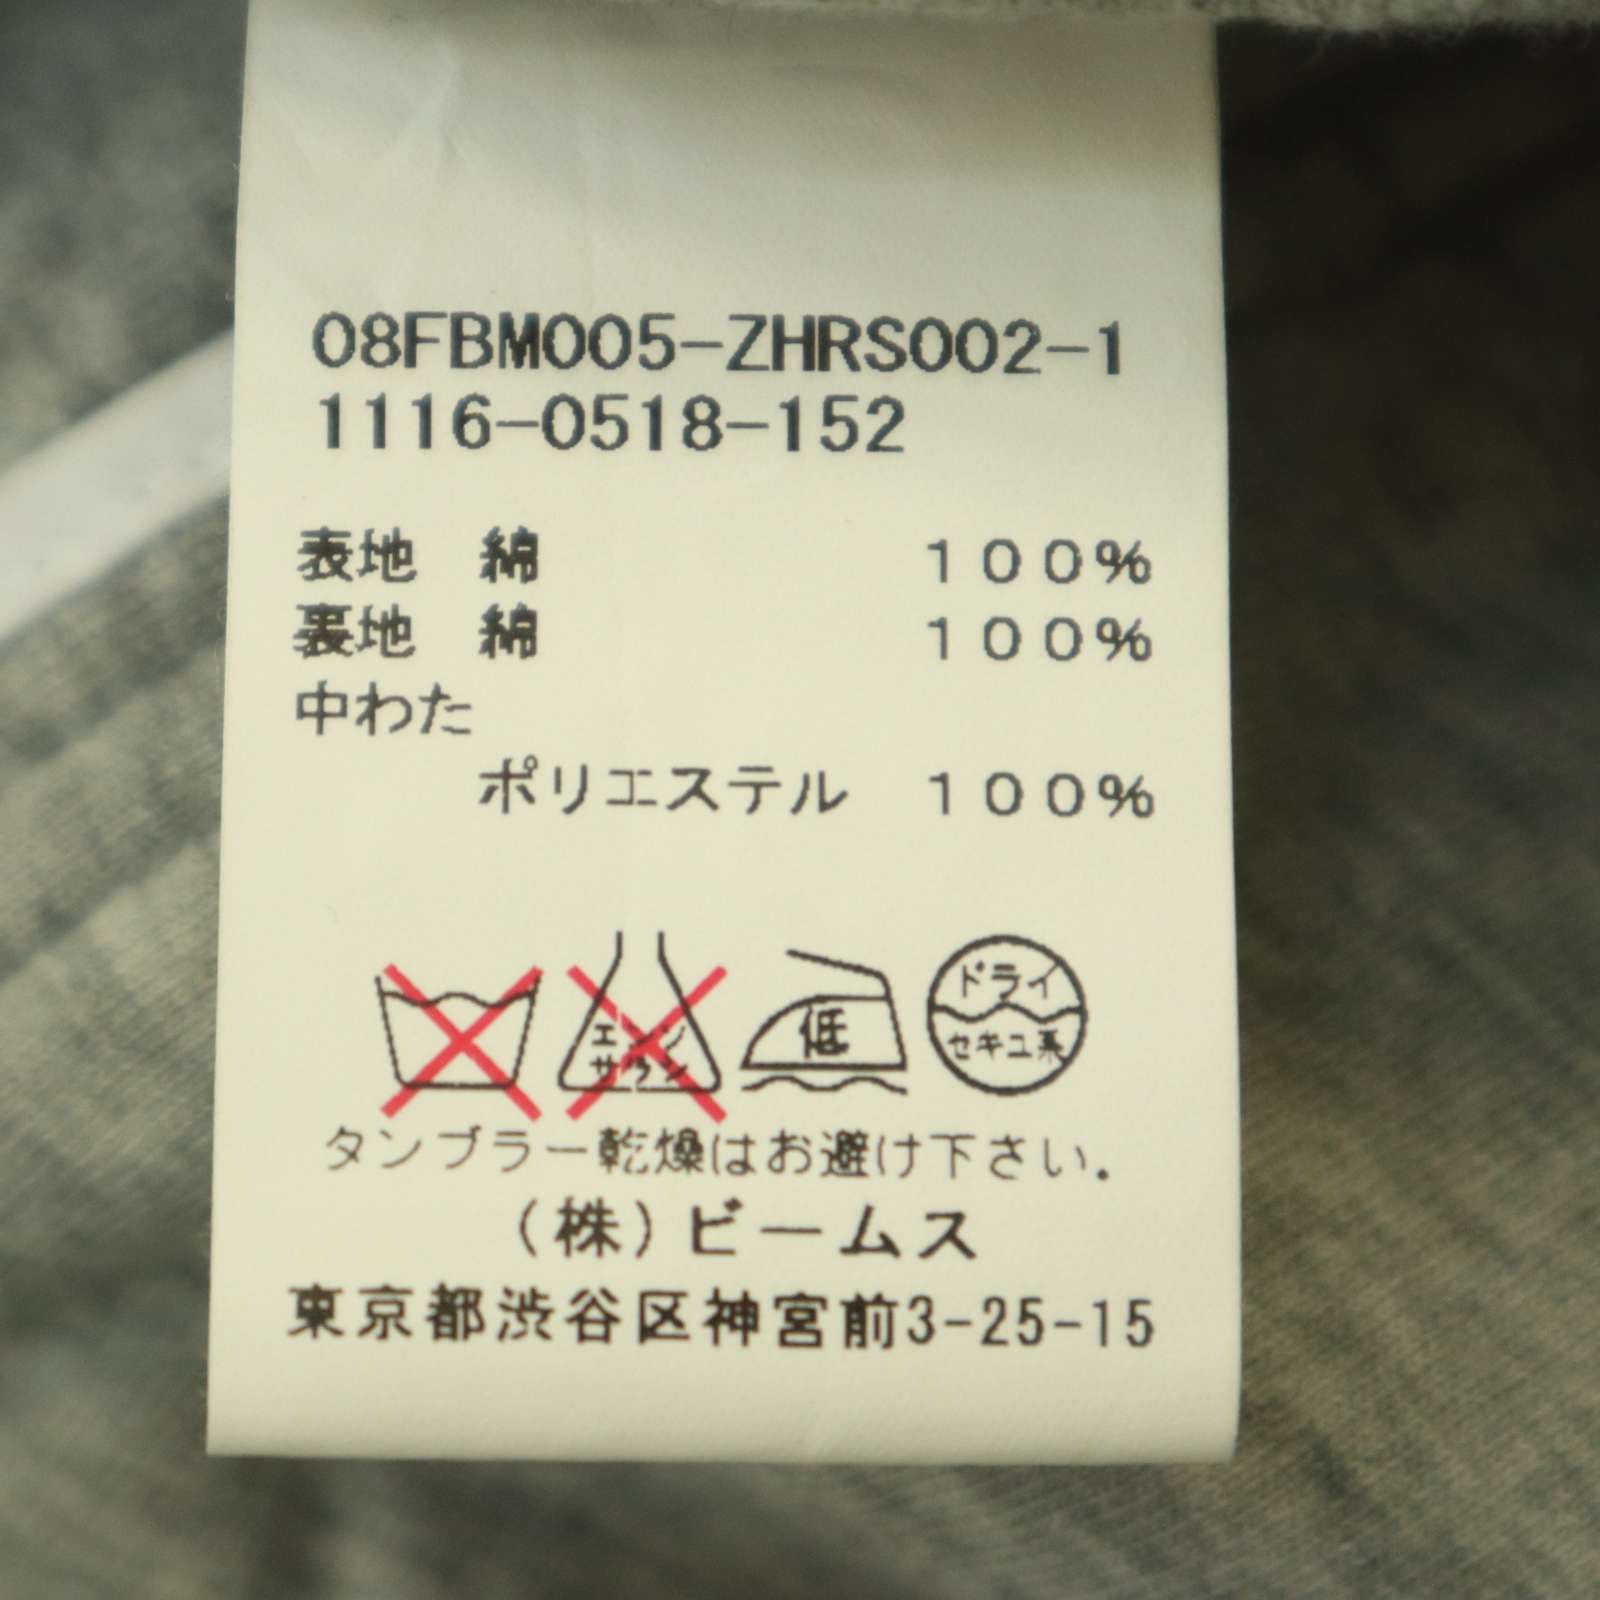 08FBM005-ZHRS002-1
1116-0518-152
表地　綿　１００％
裏地　綿　１００％
中わた
ポリエステル　１００％
エンソ
サラシ
低
ドライ
セキユ系
タンブラー乾燥はお避け下さい.
(株)ビームス
東京都渋谷区神宮前3-25-15